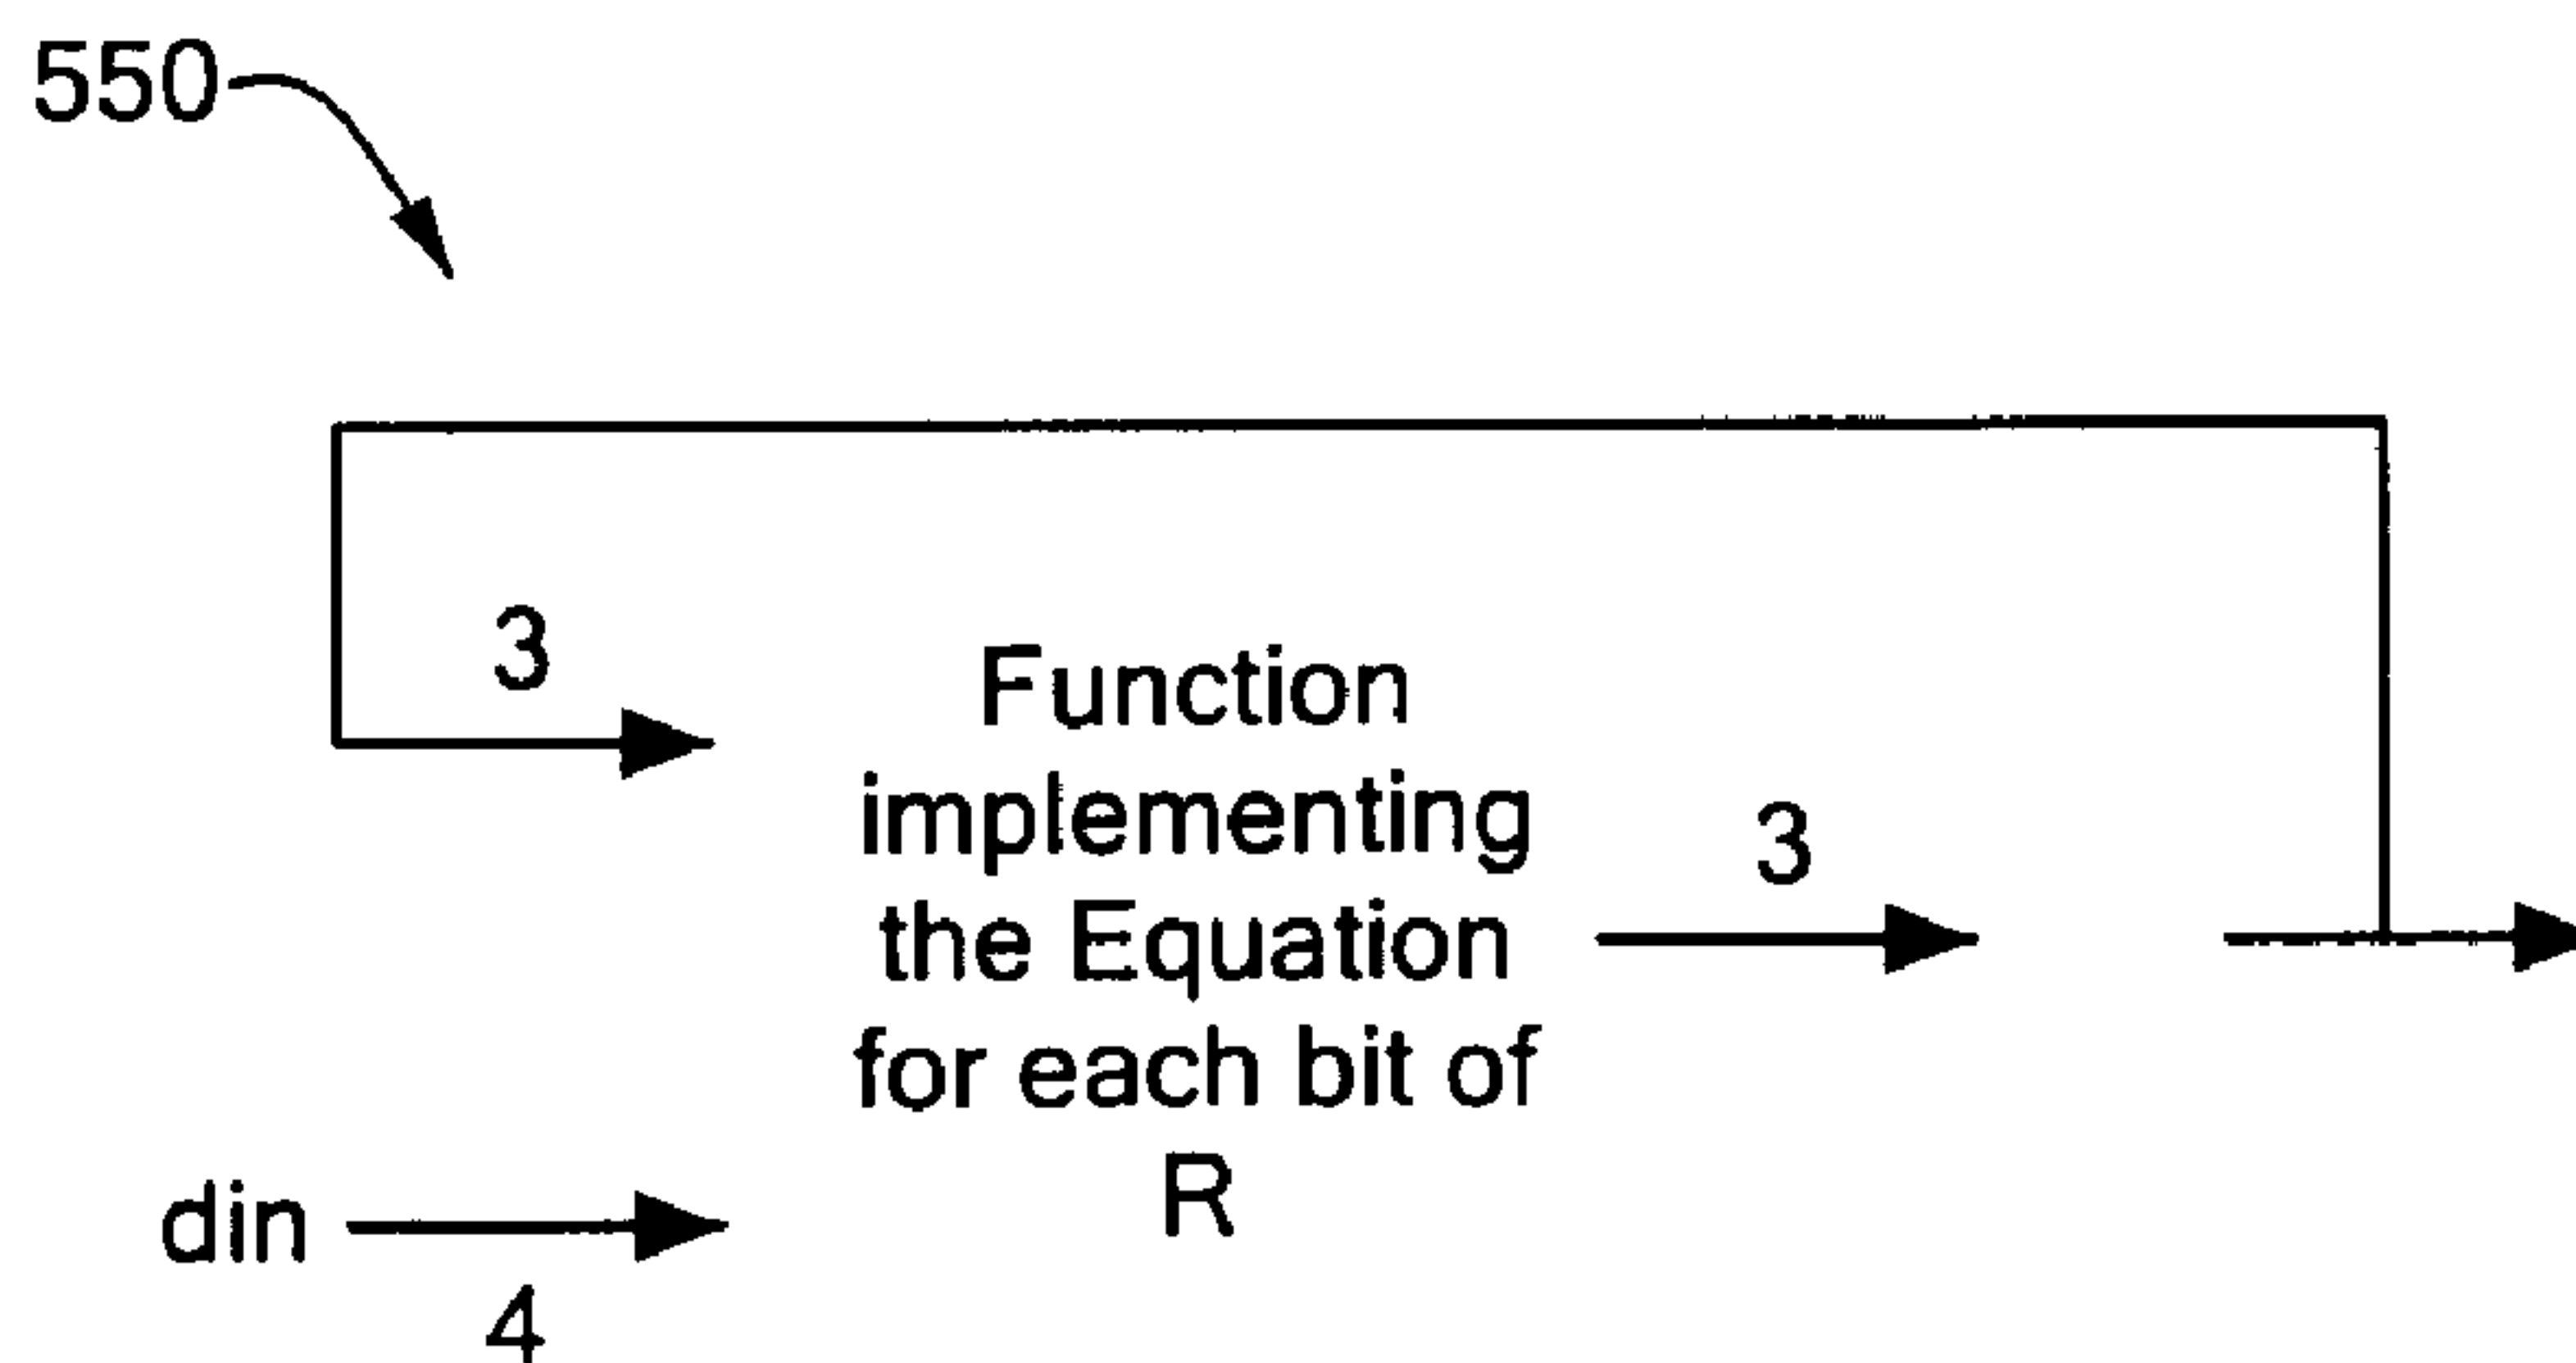 550
3
Function
implementing
the Equation
for each bit of
R
3
din
4